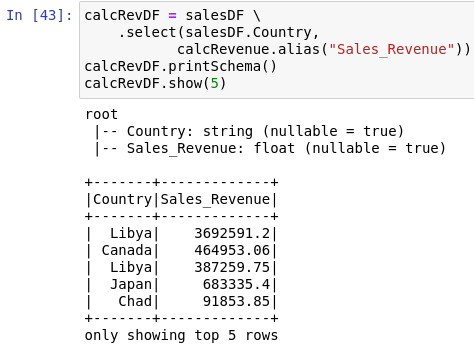 In [43]: calcRevDF = salesDF \
.select(salesDF.Country,
calcRevenue.alias("Sales_Revenue"))
calcRevDF.printSchema()
calcRevDF.show(5)
root
|-- Country: string (nullable = true)
|-- Sales_Revenue: float (nullable = true)
+-------+-------------+
|Country|Sales_Revenue|
+-------+-------------+
|  Libya|    3692591.2|
| Canada|    464953.06|
|  Libya|    387259.75|
|  Japan|     683335.4|
|   Chad|     91853.85|
+-------+-------------+
only showing top 5 rows